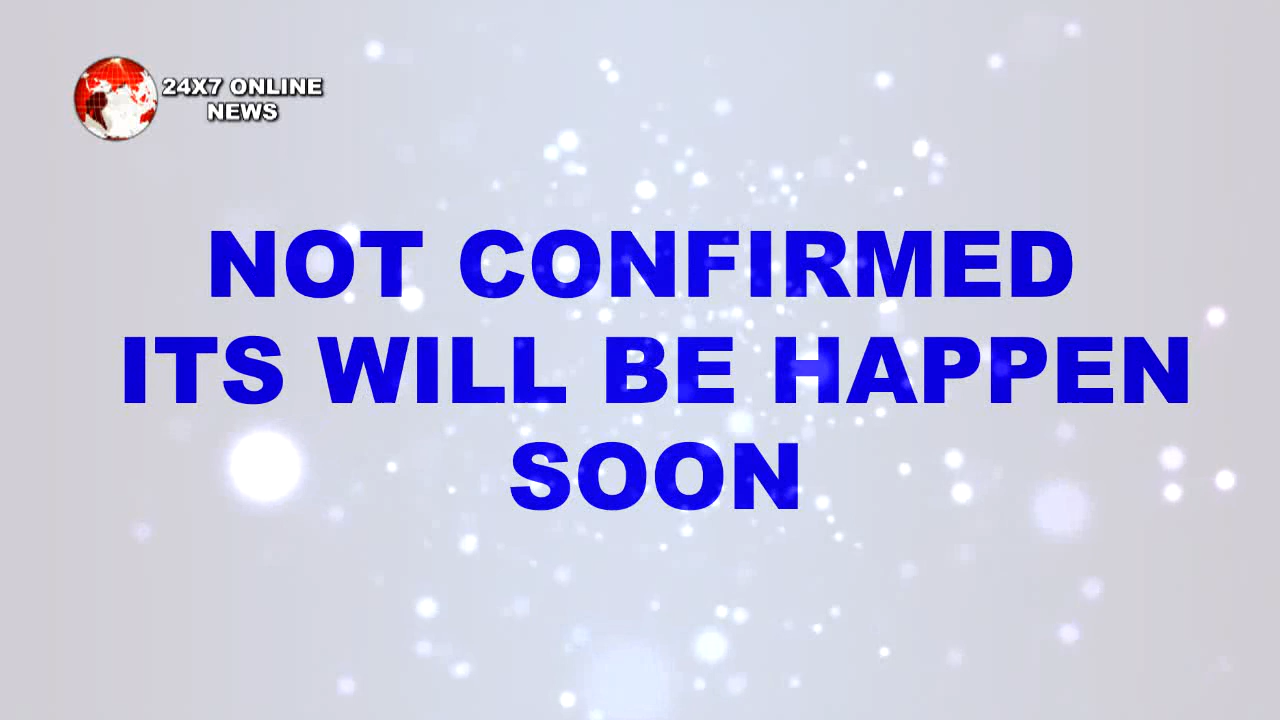 24X7 ONLINE
NEWS
NOT CONFIRMED
ITS WILL BE HAPPEN
SOON